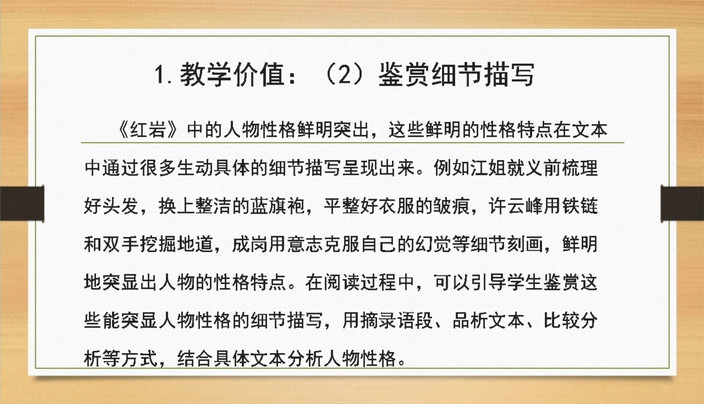 1.教学价值：（2）鉴赏细节描写
《红岩》中的人物性格鲜明突出，这些鲜明的性格特点在文本
中通过很多生动具体的细节描写呈现出来。例如江姐就义前梳理
好头发，换上整洁的蓝旗袍，平整好衣服的皱痕，许云峰用铁链
和双手挖掘地道，成岗用意志克服自己的幻觉等细节刻画，鲜明
地突显出人物的性格特点。在阅读过程中，可以引导学生鉴赏这
些能突显人物性格的细节描写，用摘录语段、品析文本、比较分
析等方式，结合具体文本分析人物性格。